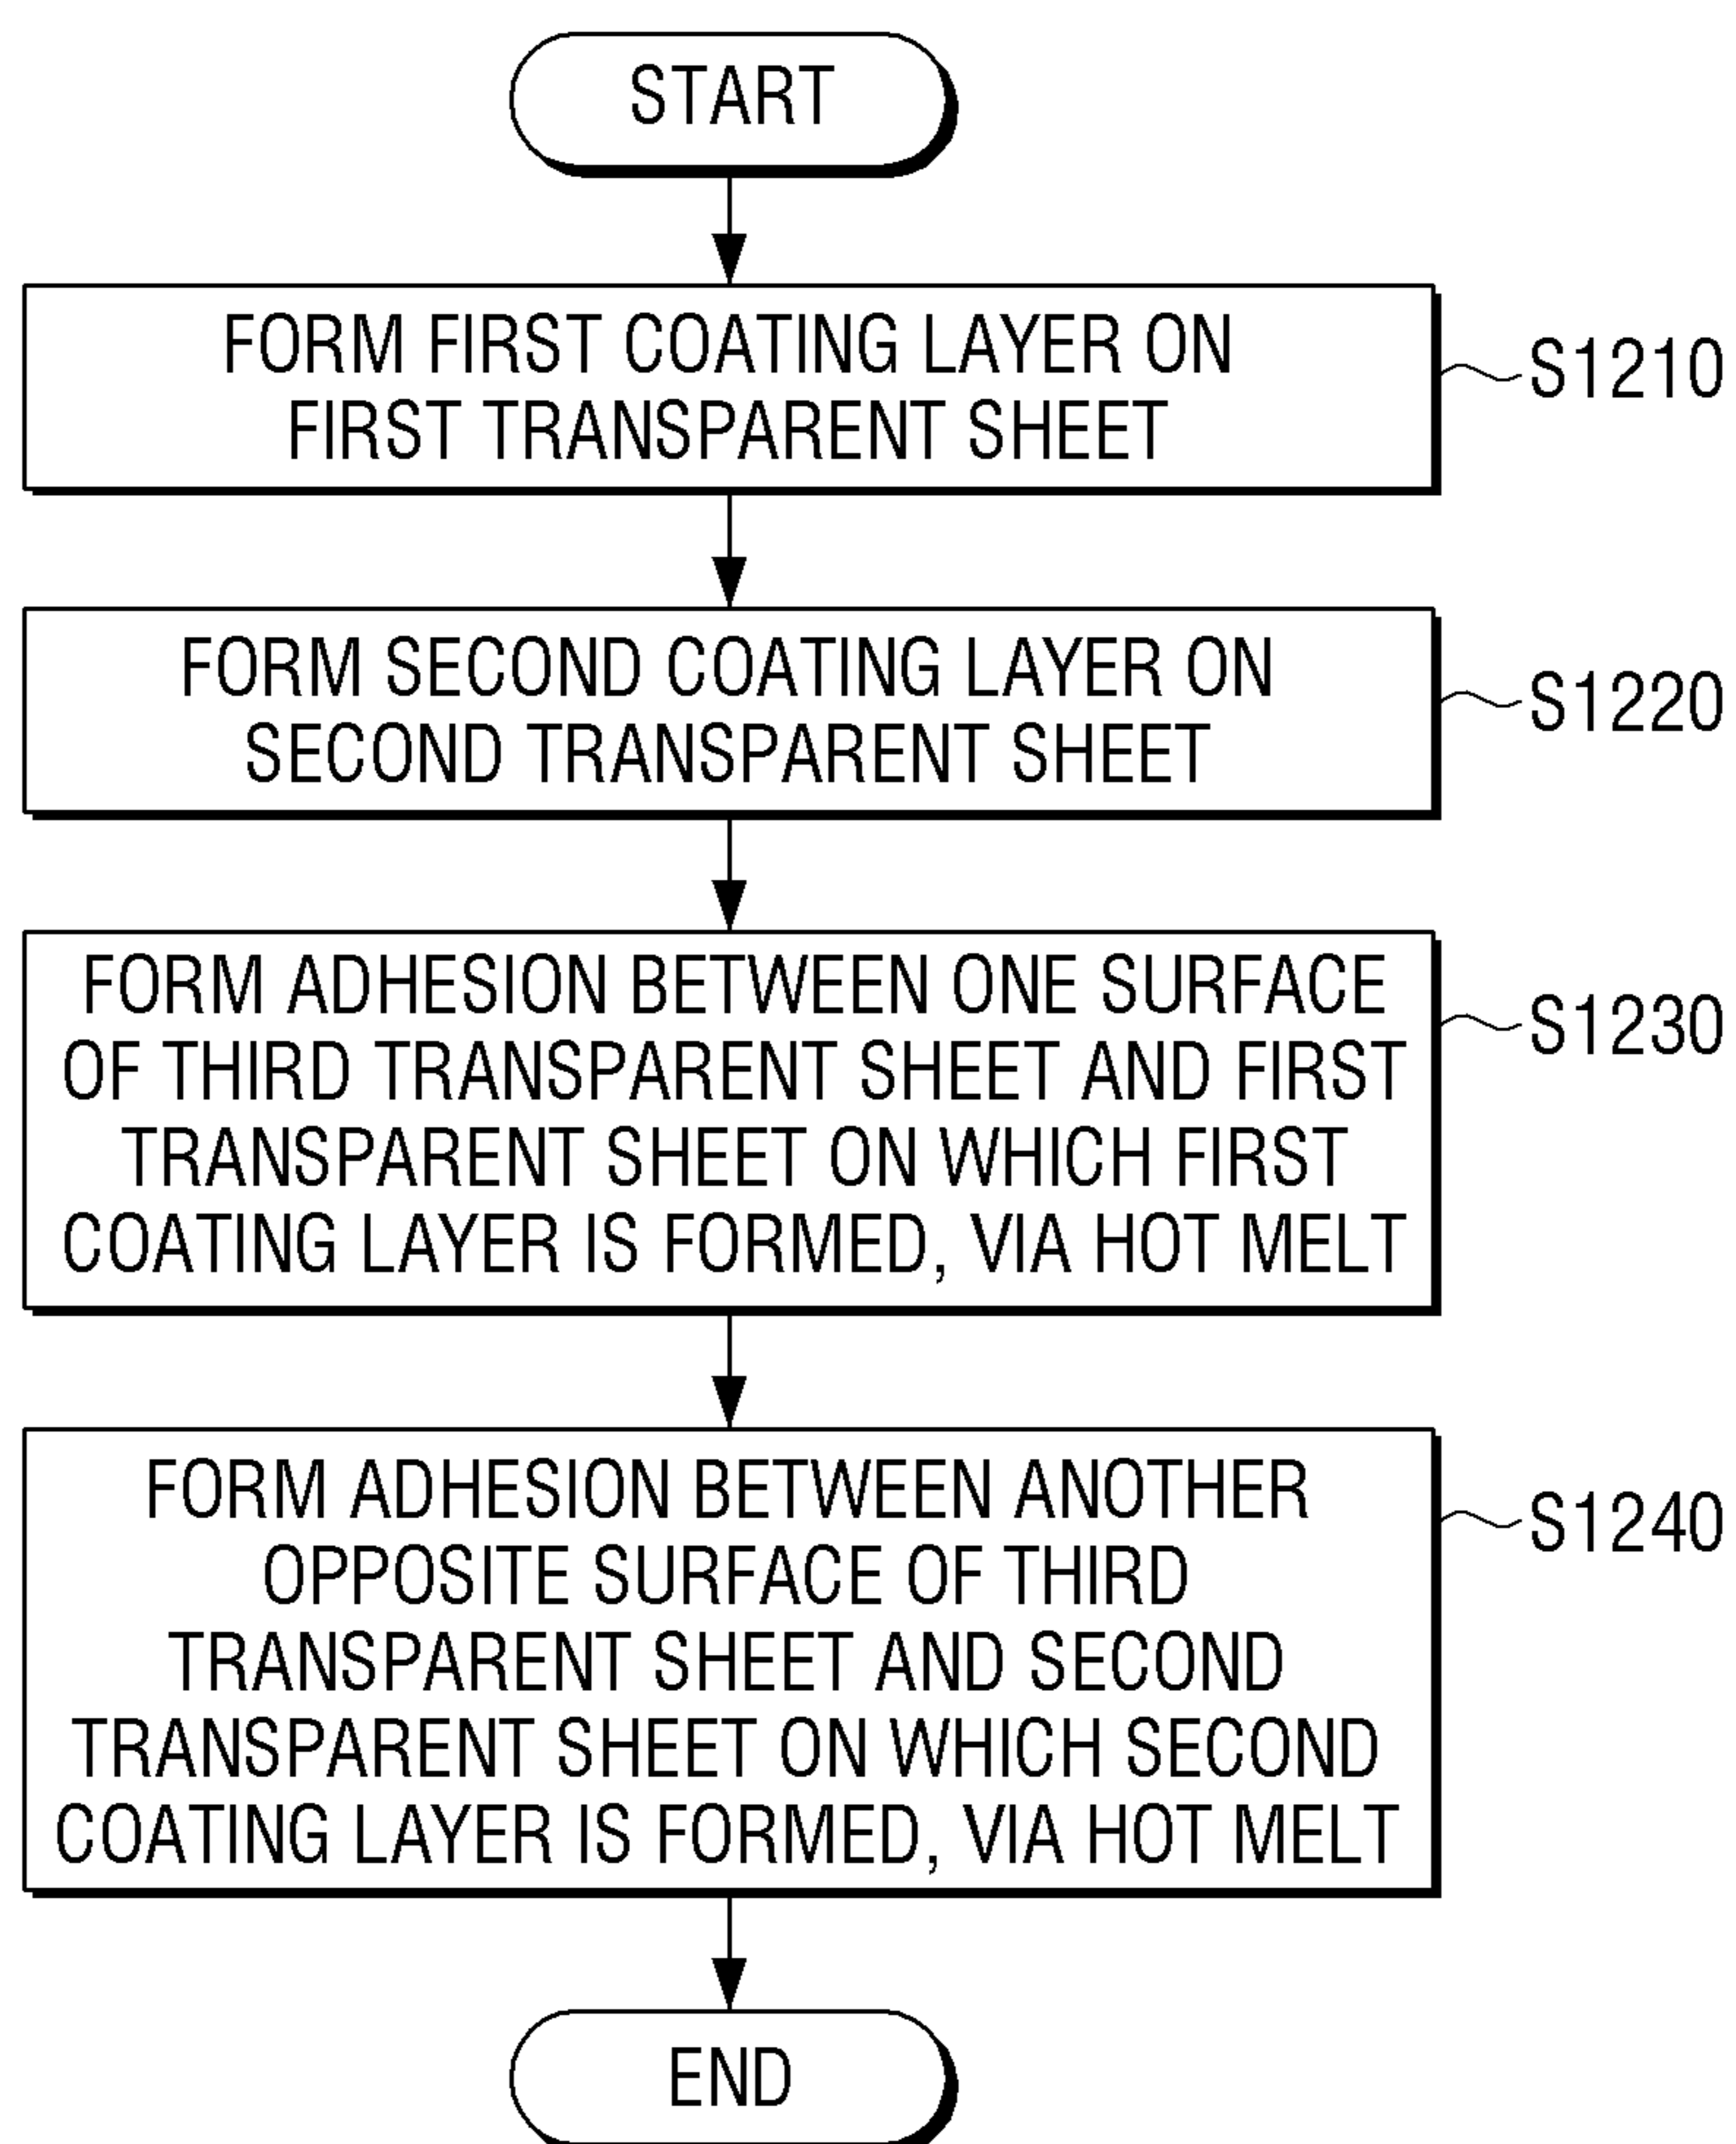 START
FORM FIRST COATING LAYER ON
FIRST TRANSPARENT SHEET
S1210
FORM SECOND COATING LAYER ON
SECOND TRANSPARENT SHEET
S1220
FORM ADHESION BETWEEN ONE SURFACE
OF THIRD TRANSPARENT SHEET AND FIRST
TRANSPARENT SHEET ON WHICH FIRST
COATING LAYER IS FORMED, VIA HOT MELT
S1230
FORM ADHESION BETWEEN ANOTHER
OPPOSITE SURFACE OF THIRD
TRANSPARENT SHEET AND SECOND
TRANSPARENT SHEET ON WHICH SECOND
COATING LAYER IS FORMED, VIA HOT MELT
S1240
END